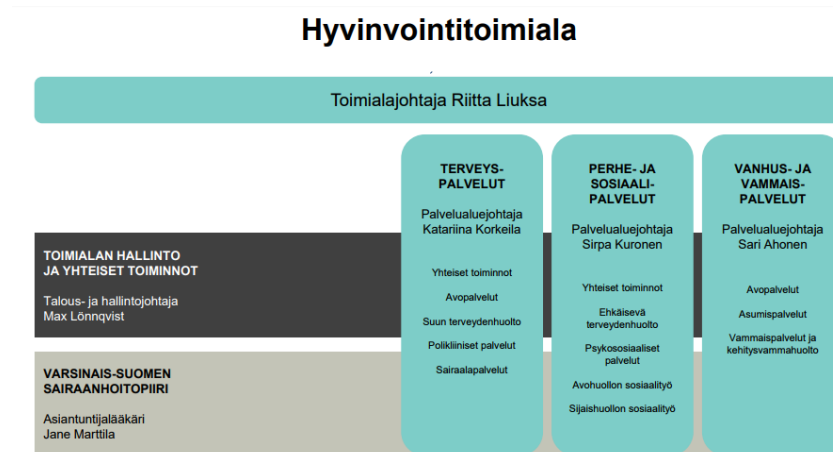 Hyvinvointitoimiala
Toimialajohtaja Riitta Liuksa
TOIMIALAN HALLINTO
JA YHTEISET TOIMINNOT
Talous- ja hallintojohtaja
Max Lönnqvist
VARSINAIS-SUOMEN
SAIRAANHOITOPIIRI
Asiantuntijalääkäri
Jane Marttila
TERVEYS-
PALVELUT
Palvelualuejohtaja
Katariina Korkeila
Yhteiset toiminnot
Avopalvelut
Suun terveydenhuolto
Polikliiniset palvelut
Sairaalapalvelut
PERHE- JA
SOSIAALI-
PALVELUT
Palvelualuejohtaja
Sirpa Kuronen
Yhteiset toiminnot
Ehkäisevä
terveydenhuolto
Psykososiaaliset
palvelut
Avohuollon sosiaalityö
Sijaishuollon sosiaalityö
VANHUS- JA
VAMMAIS-
PALVELUT
Palvelualuejohtaja
Sari Ahonen
Avopalvelut
Asumispalvelut
Vammaispalvelut ja
kehitysvammahuolto